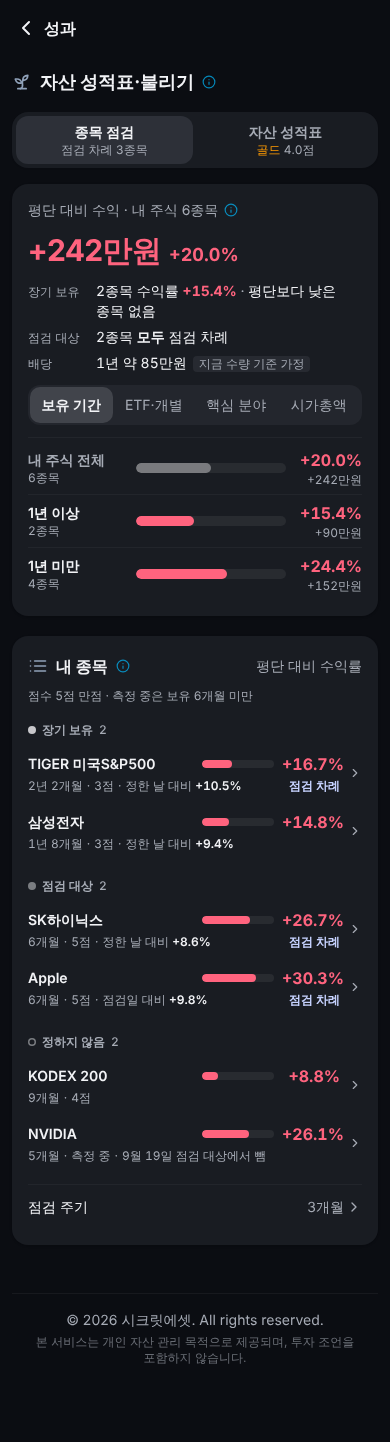 성과
자산 성적표·불리기
종목 점검
점검 차례 3종목
자산 성적표
골드 4.0점
평단 대비 수익 · 내 주식 6종목
+242만원 +20.0%
장기 보유 2종목 수익률 +15.4% · 평단보다 낮은
종목 없음
점검 대상 2종목 모두 점검 차례
배당 1년 약 85만원 지금 수량 기준 가정
보유 기간 ETF·개별 핵심 분야 시가총액
내 주식 전체 +20.0%
6종목 +242만원
1년 이상 +15.4%
2종목 +90만원
1년 미만 +24.4%
4종목 +152만원
내 종목 평단 대비 수익률
점수 5점 만점 · 측정 중은 보유 6개월 미만
장기 보유 2
TIGER 미국S&P500 +16.7%
2년 2개월 · 3점 · 정한 날 대비 +10.5% 점검 차례
삼성전자 +14.8%
1년 8개월 · 3점 · 정한 날 대비 +9.4%
점검 대상 2
SK하이닉스 +26.7%
6개월 · 5점 · 정한 날 대비 +8.6% 점검 차례
Apple +30.3%
6개월 · 5점 · 점검일 대비 +9.8% 점검 차례
정하지 않음 2
KODEX 200 +8.8%
9개월 · 4점
NVIDIA +26.1%
5개월 · 측정 중 · 9월 19일 점검 대상에서 뺌
점검 주기 3개월
© 2026 시크릿에셋. All rights reserved.
본 서비스는 개인 자산 관리 목적으로 제공되며, 투자 조언을
포함하지 않습니다.